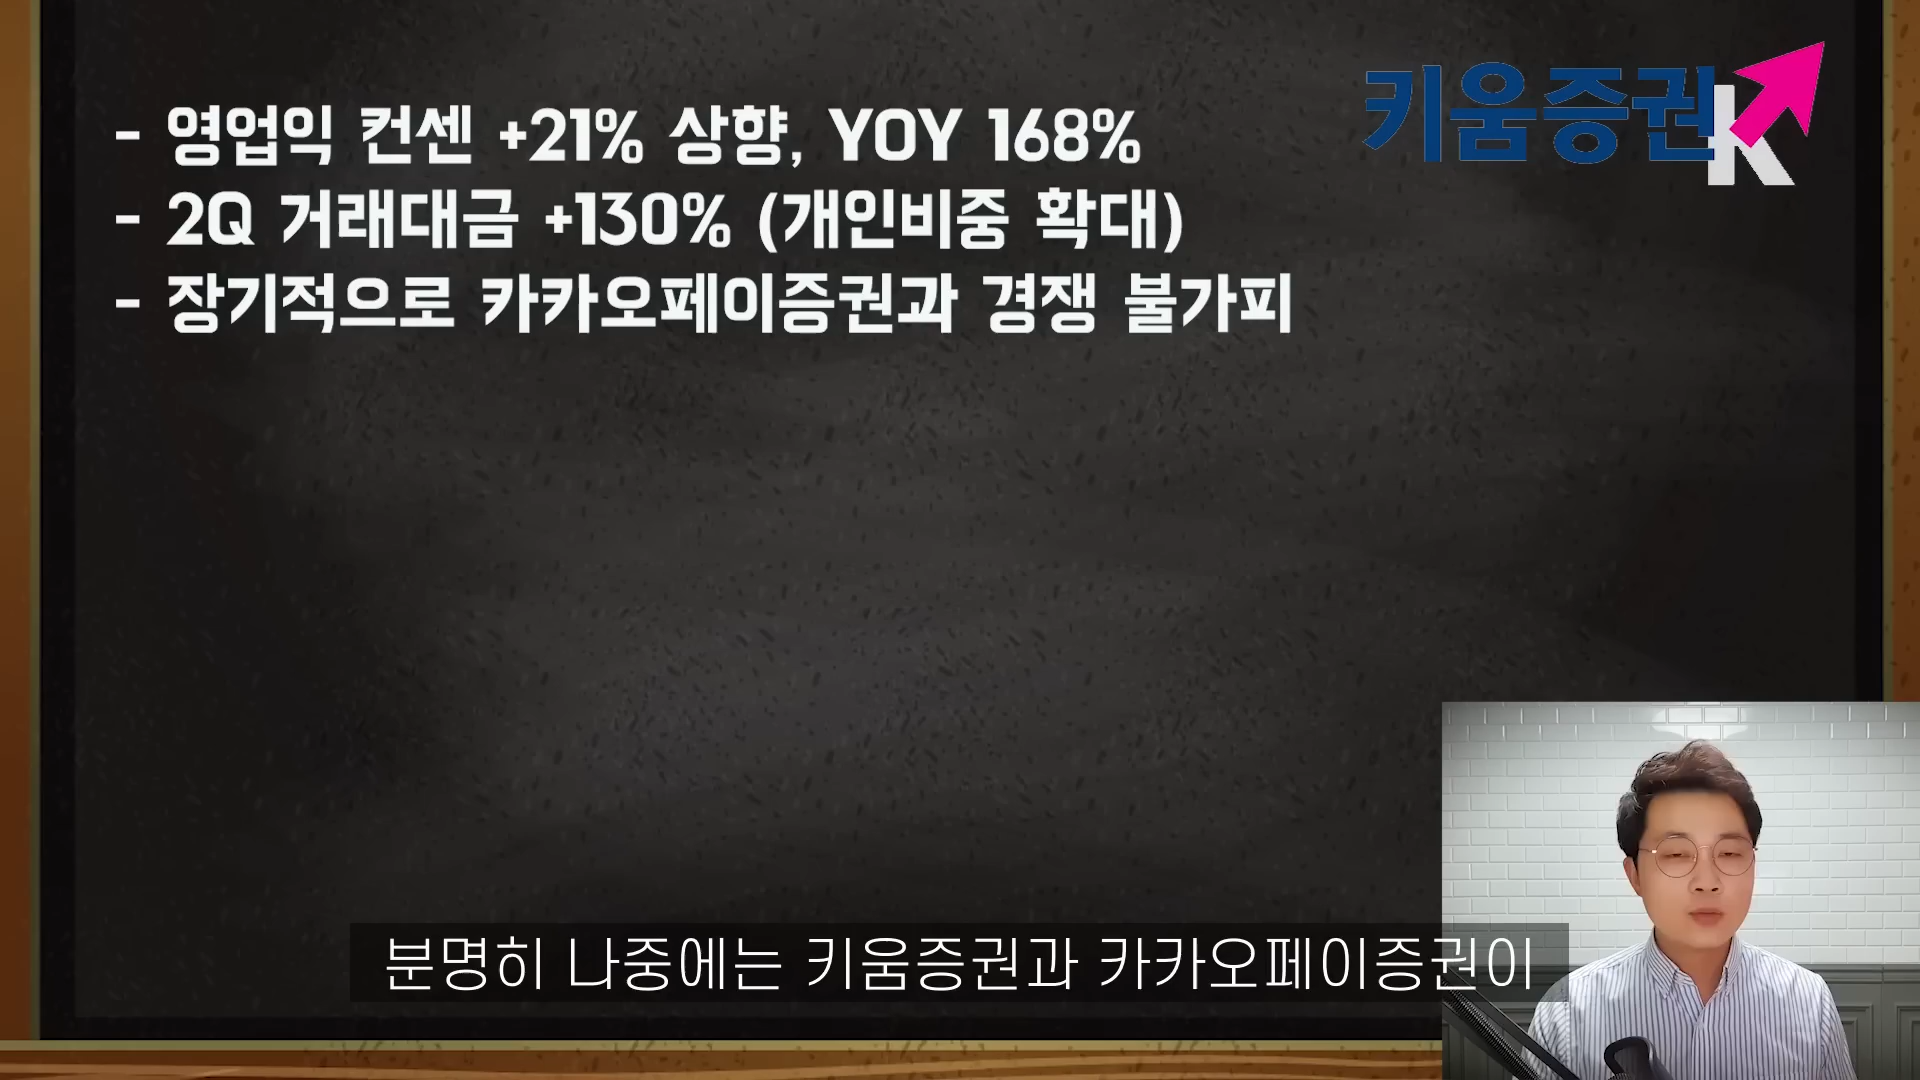 키움증권
K
- 영업익 컨센 +21% 상향, YOY 168%
- 2Q 거래대금 +130% (개인비중 확대)
- 장기적으로 카카오페이증권과 경쟁 불가피
분명히 나중에는 키움증권과 카카오페이증권이